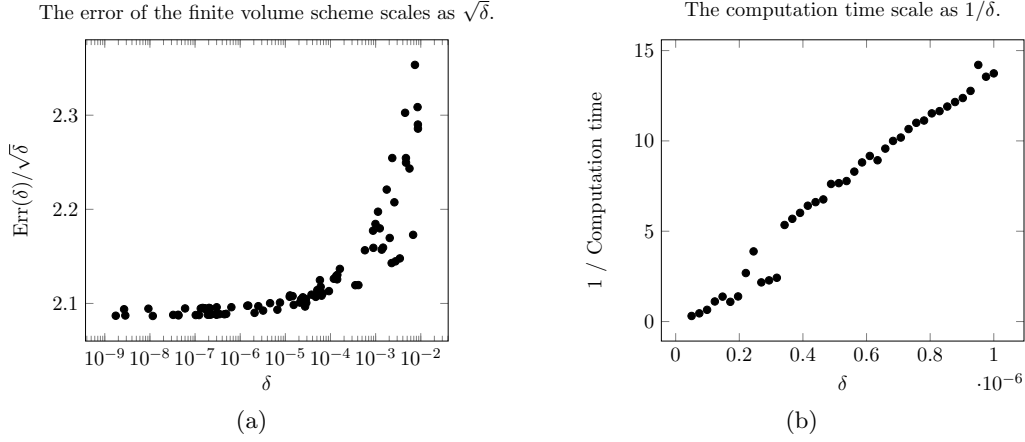 The error of the finite volume scheme scales as √δ.
2.3
2.2
2.1
Err(δ)/√δ
10⁻⁹ 10⁻⁸ 10⁻⁷ 10⁻⁶ 10⁻⁵ 10⁻⁴ 10⁻³ 10⁻²
δ
(a)
The computation time scale as 1/δ.
15
10
5
0
1 / Computation time
0 0.2 0.4 0.6 0.8 1
δ
·10⁻⁶
(b)